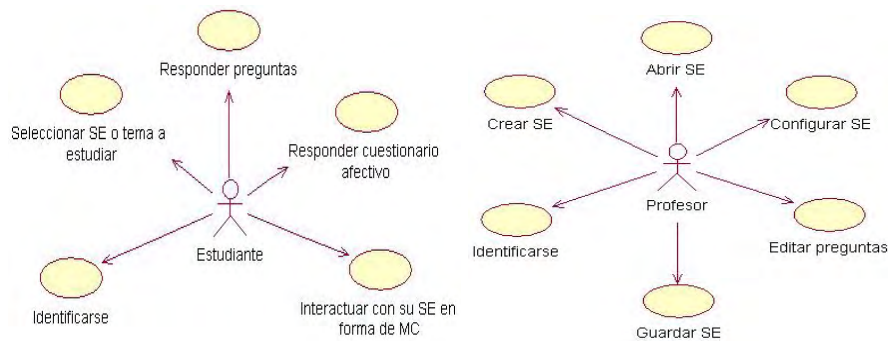 Responder preguntas
Seleccionar SE o tema a
estudiar
Responder cuestionario
afectivo
Estudiante
Identificarse
Interactuar con su SE en
forma de MC
Abrir SE
Crear SE
Configurar SE
Profesor
Identificarse
Editar preguntas
Guardar SE